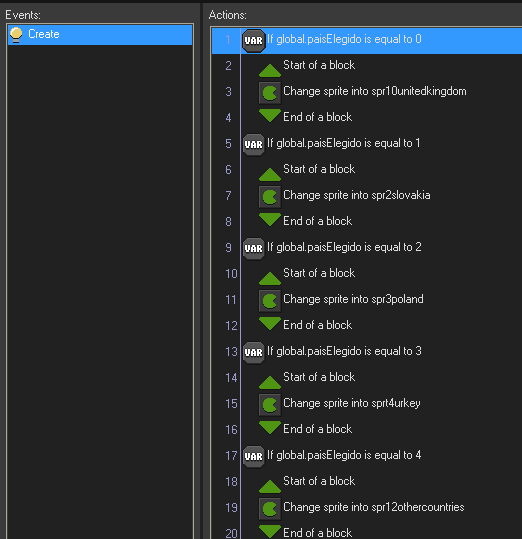 Events:
Create
Actions:
1 VAR If global.paisElegido is equal to 0
2 Start of a block
3 Change sprite into spr10unitedkingdom
4 End of a block
5 VAR If global.paisElegido is equal to 1
6 Start of a block
7 Change sprite into spr2slovakia
8 End of a block
9 VAR If global.paisElegido is equal to 2
10 Start of a block
11 Change sprite into spr3poland
12 End of a block
13 VAR If global.paisElegido is equal to 3
14 Start of a block
15 Change sprite into sprt4urkey
16 End of a block
17 VAR If global.paisElegido is equal to 4
18 Start of a block
19 Change sprite into spr12othercountries
20 End of a block